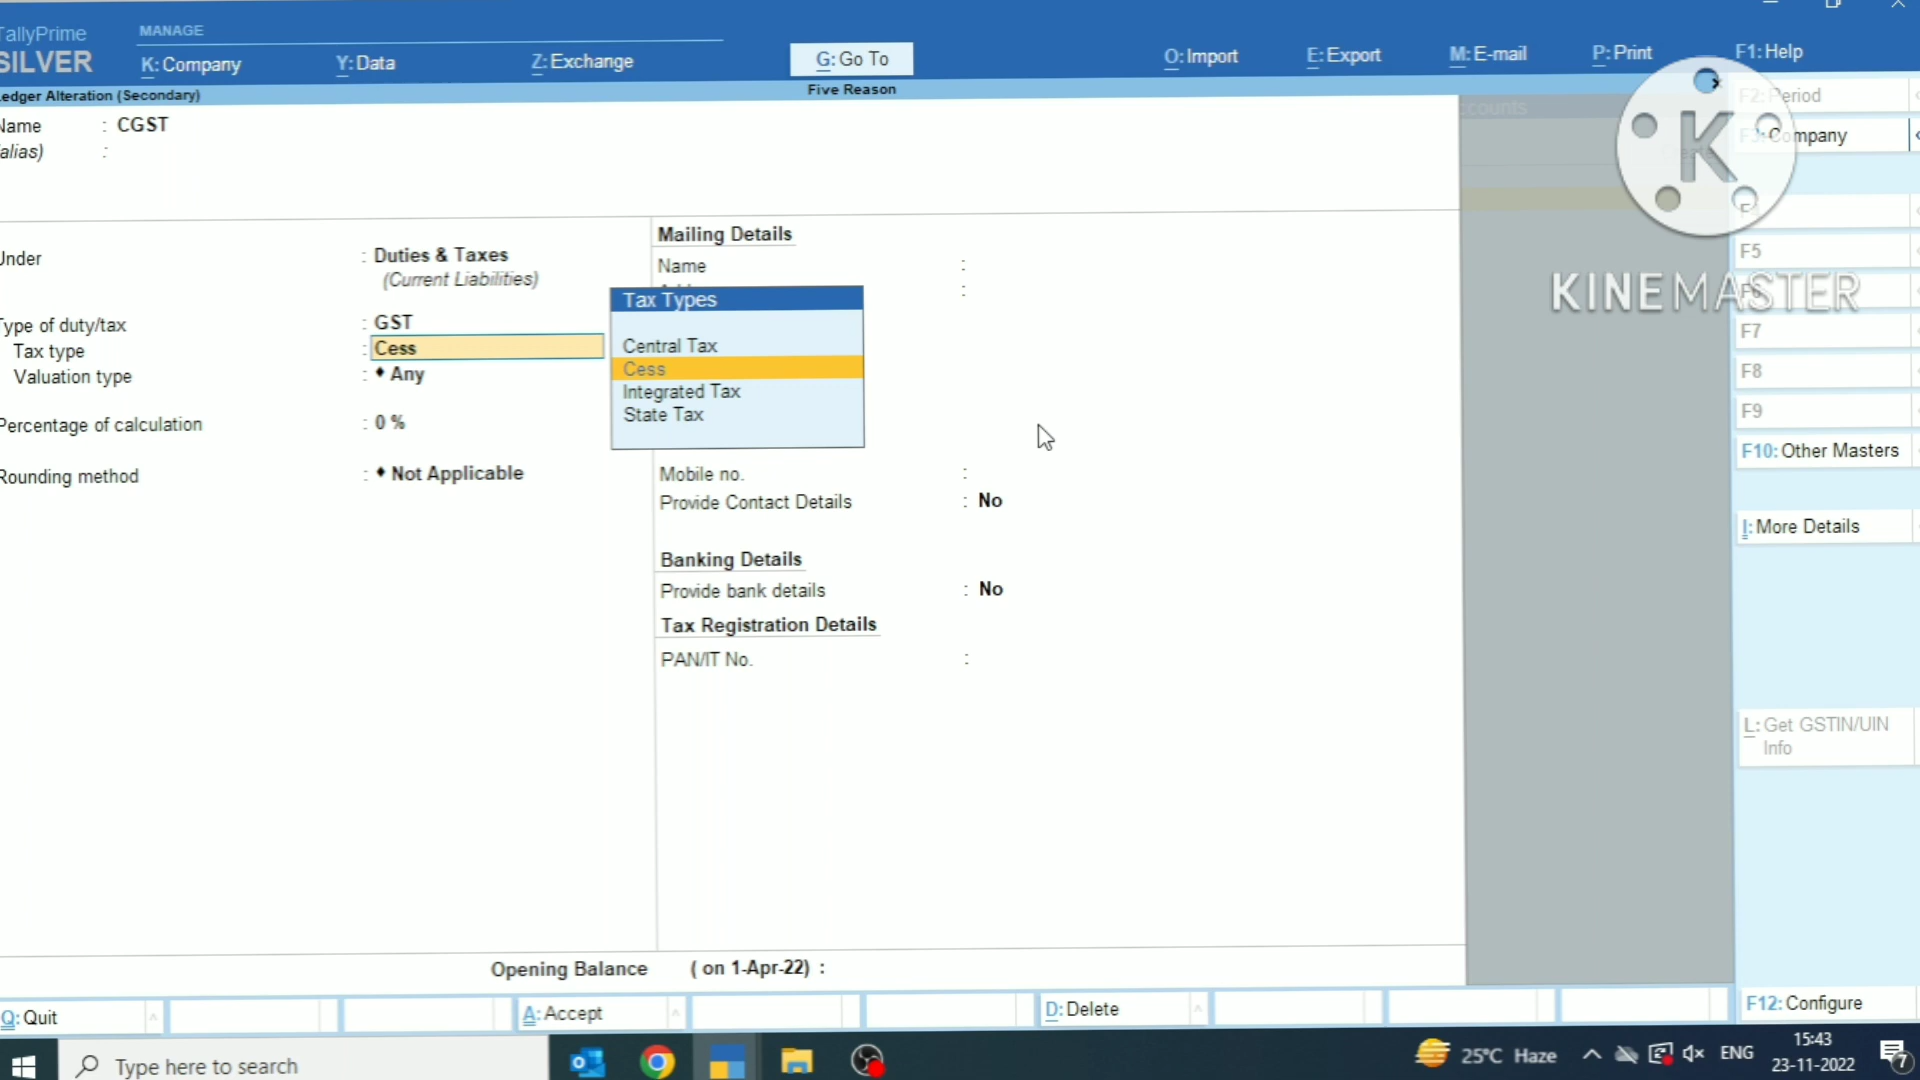 TallyPrime
SILVER
MANAGE
K: Company
Y: Data
Z: Exchange
G: Go To
O: Import
E: Export
M: E-mail
P: Print
F1: Help
Ledger Alteration (Secondary)
Five Reason
Name : CGST
(alias) :
Under : Duties & Taxes
(Current Liabilities)
Type of duty/tax : GST
Tax type : Cess
Valuation type : ♦ Any
Percentage of calculation : 0 %
Rounding method : ♦ Not Applicable
Mailing Details
Name :
:
Tax Types
Central Tax
Cess
Integrated Tax
State Tax
Mobile no. :
Provide Contact Details : No
Banking Details
Provide bank details : No
Tax Registration Details
PAN/IT No. :
Opening Balance ( on 1-Apr-22) :
F2: Period
F3: Company
K
KINEMASTER
F4
F5
F6
F7
F8
F9
F10: Other Masters
I: More Details
L: Get GSTIN/UIN
Info
F12: Configure
Q: Quit
A: Accept
D: Delete
Type here to search
25°C Haze
ENG
15:43
23-11-2022
7